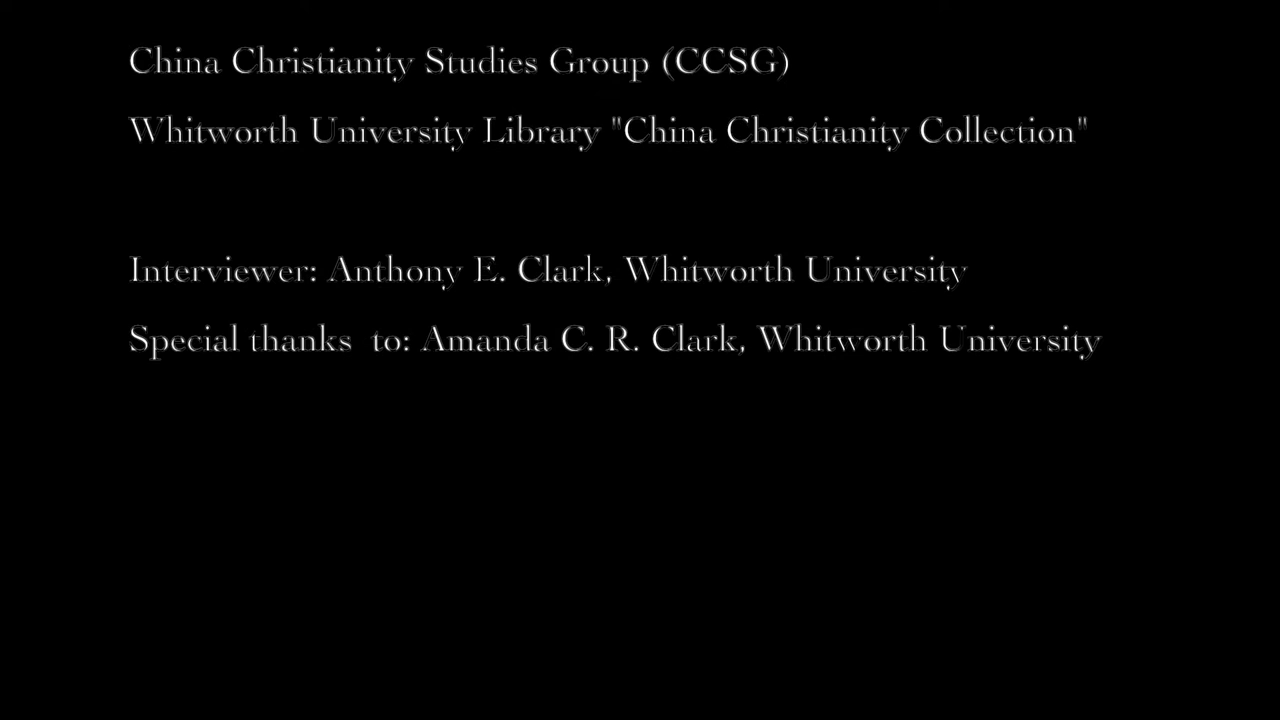 China Christianity Studies Group (CCSG)
Whitworth University Library "China Christianity Collection"
Interviewer: Anthony E. Clark, Whitworth University
Special thanks  to: Amanda C. R. Clark, Whitworth University